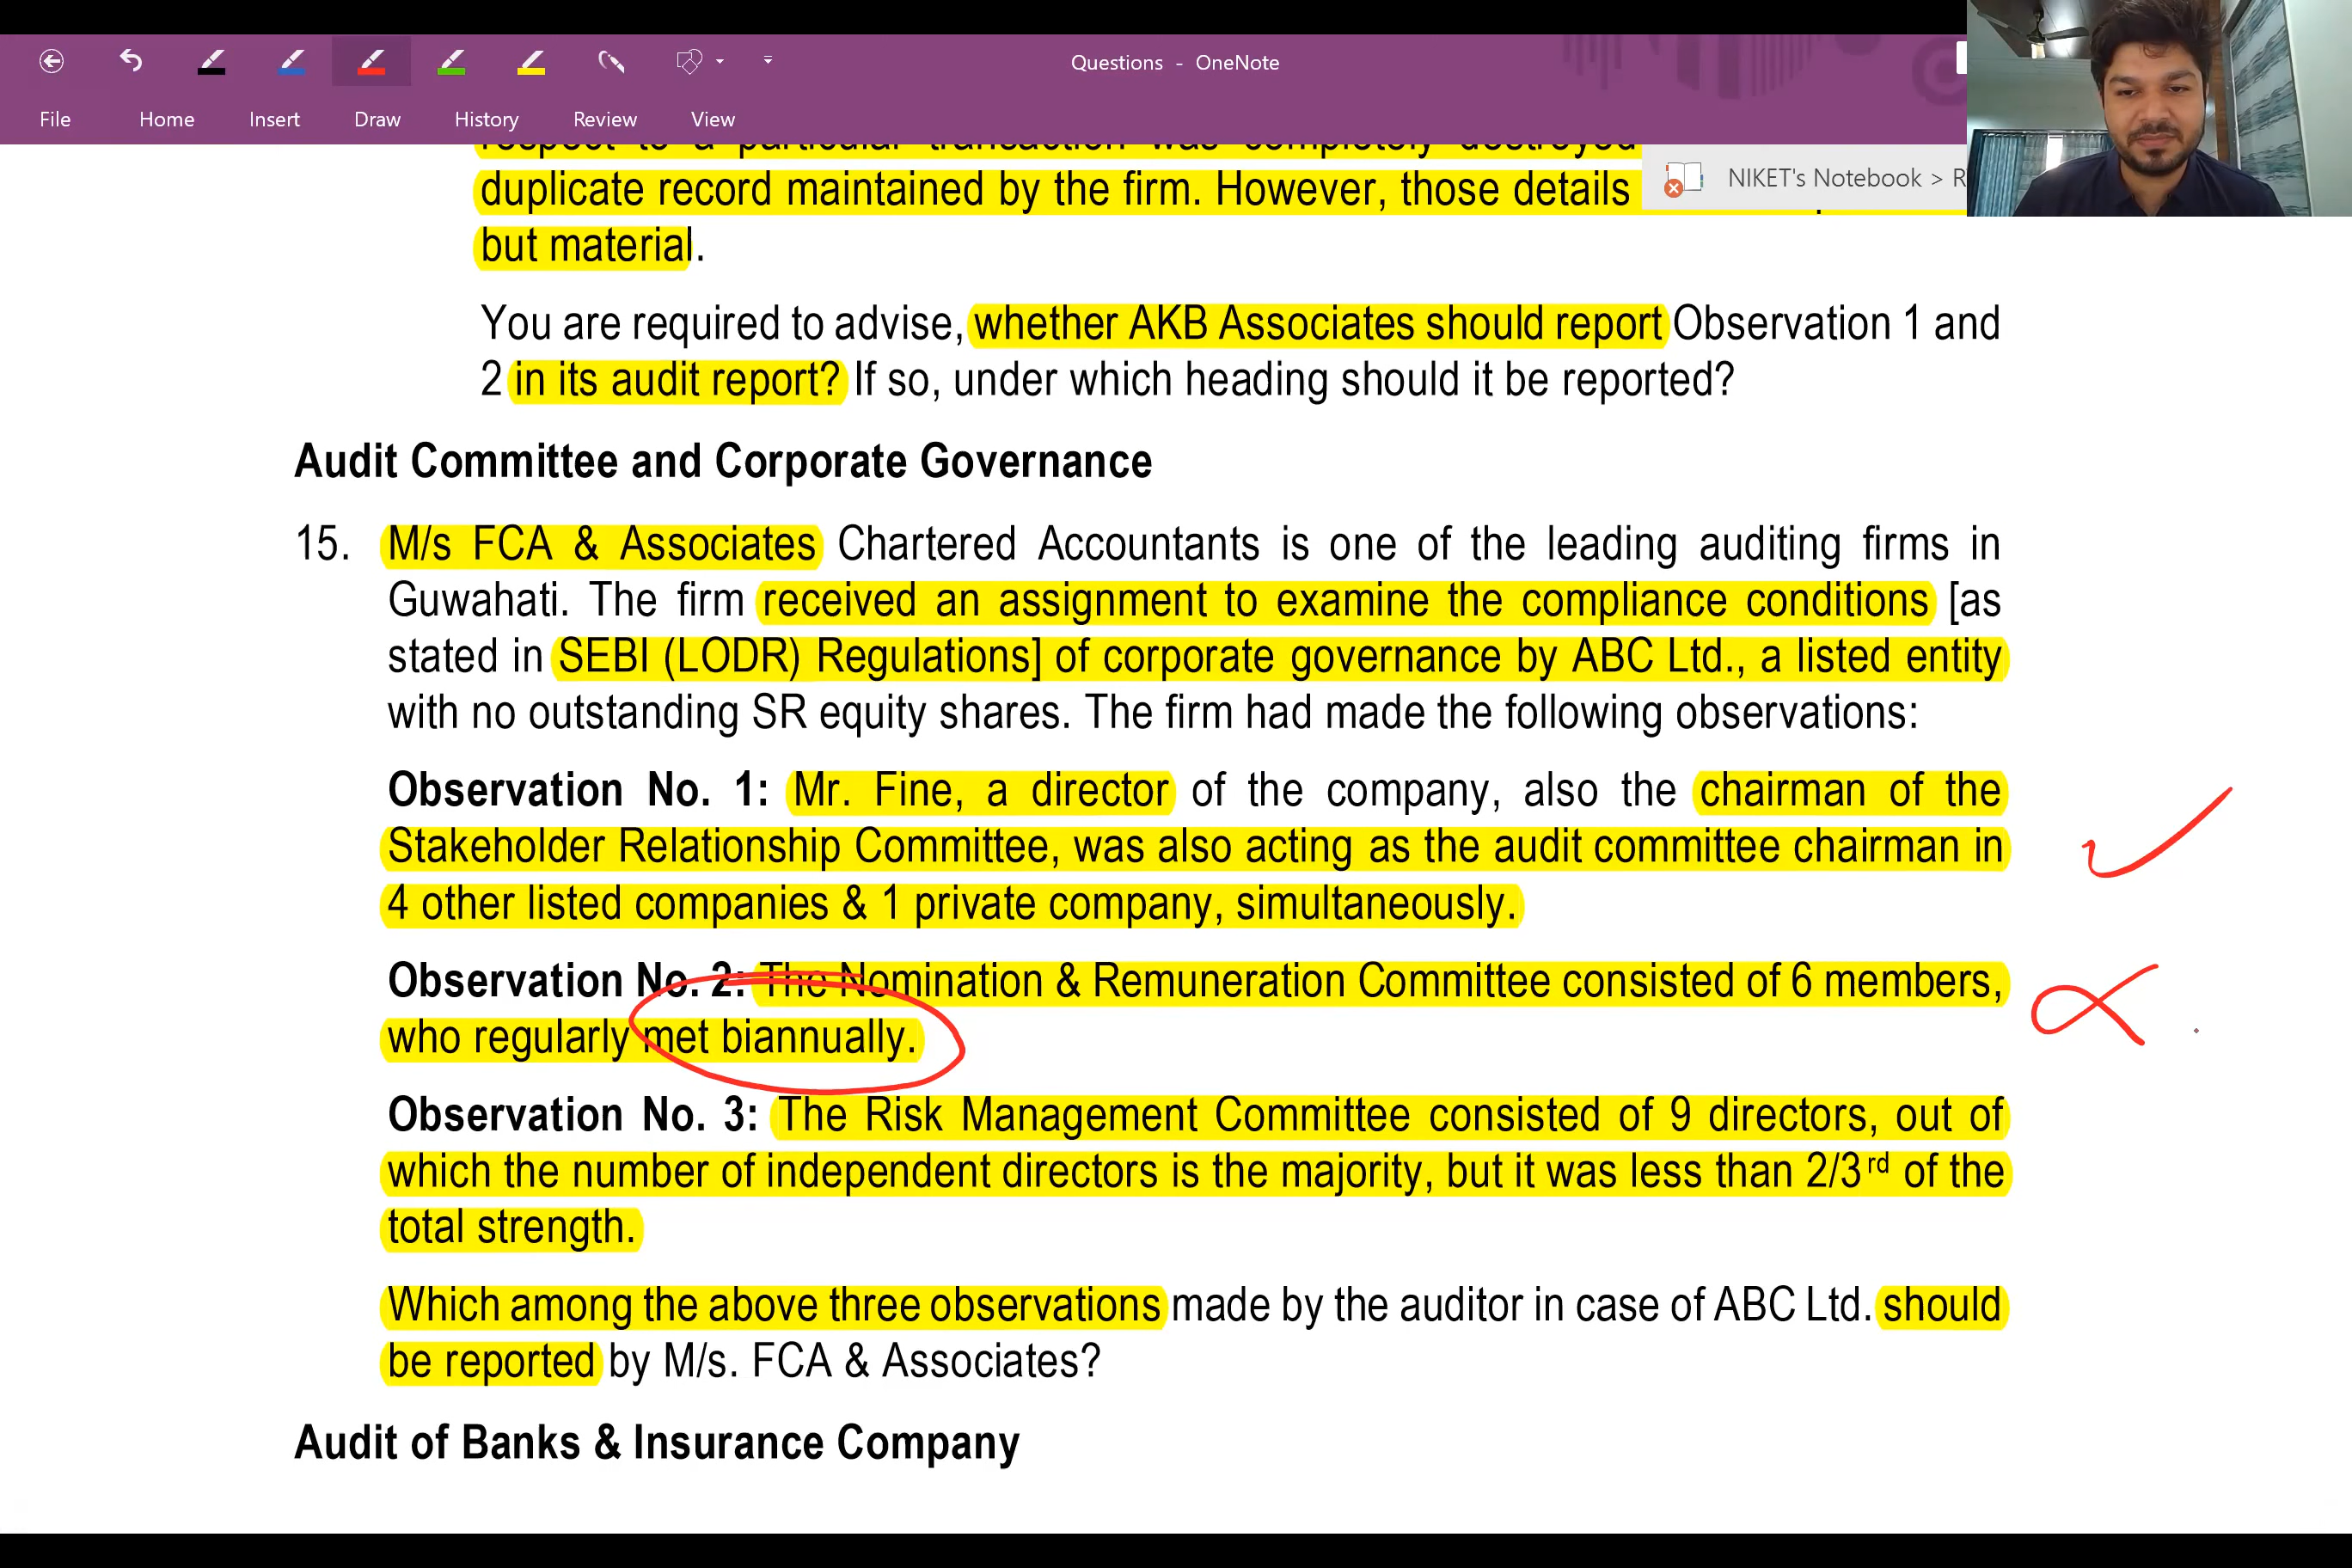 Questions - OneNote
File Home Insert Draw History Review View
NIKET's Notebook > R
respect to a particular transaction was completely destroyed
duplicate record maintained by the firm. However, those details
but material.
You are required to advise, whether AKB Associates should report Observation 1 and
2 in its audit report? If so, under which heading should it be reported?
Audit Committee and Corporate Governance
15. M/s FCA & Associates Chartered Accountants is one of the leading auditing firms in
Guwahati. The firm received an assignment to examine the compliance conditions [as
stated in SEBI (LODR) Regulations] of corporate governance by ABC Ltd., a listed entity
with no outstanding SR equity shares. The firm had made the following observations:
Observation No. 1: Mr. Fine, a director of the company, also the chairman of the
Stakeholder Relationship Committee, was also acting as the audit committee chairman in
4 other listed companies & 1 private company, simultaneously.
Observation No. 2: The Nomination & Remuneration Committee consisted of 6 members,
who regularly met biannually.
Observation No. 3: The Risk Management Committee consisted of 9 directors, out of
which the number of independent directors is the majority, but it was less than 2/3rd of the
total strength.
Which among the above three observations made by the auditor in case of ABC Ltd. should
be reported by M/s. FCA & Associates?
Audit of Banks & Insurance Company